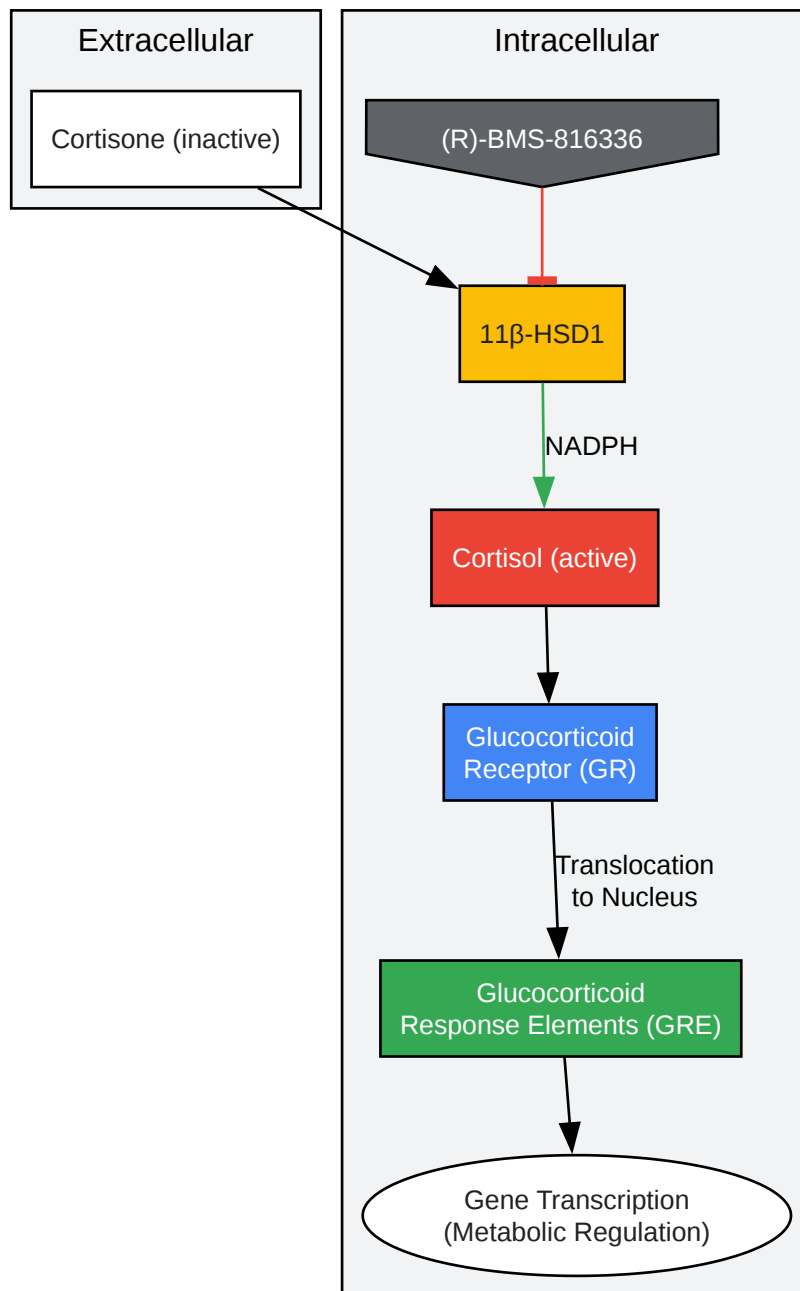 Extracellular
Cortisone (inactive)
Intracellular
(R)-BMS-816336
11β-HSD1
NADPH
Cortisol (active)
Glucocorticoid
Receptor (GR)
Translocation
to Nucleus
Glucocorticoid
Response Elements (GRE)
Gene Transcription
(Metabolic Regulation)